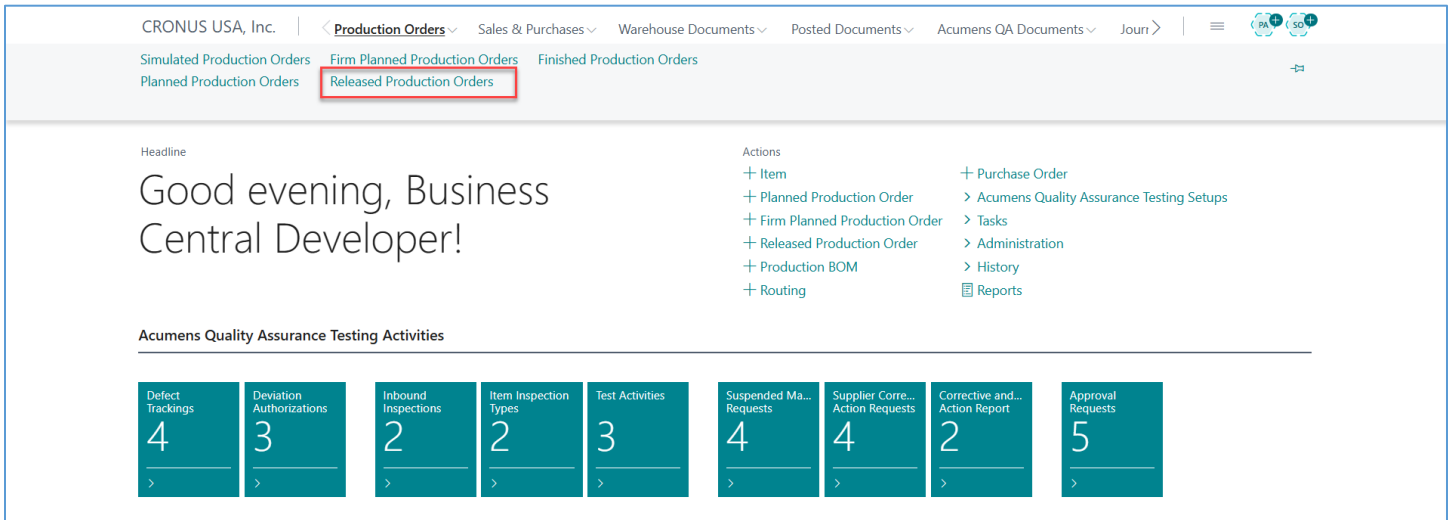 CRONUS USA, Inc.
Production Orders
Sales & Purchases
Warehouse Documents
Posted Documents
Acumens QA Documents
Jourr
PA
SO
Simulated Production Orders
Firm Planned Production Orders
Finished Production Orders
Planned Production Orders
Released Production Orders
Headline
Good evening, Business
Central Developer!
Actions
+ Item
+ Planned Production Order
+ Firm Planned Production Order
+ Released Production Order
+ Production BOM
+ Routing
+ Purchase Order
> Acumens Quality Assurance Testing Setups
> Tasks
> Administration
> History
Reports
Acumens Quality Assurance Testing Activities
Defect
Trackings
4
Deviation
Authorizations
3
Inbound
Inspections
2
Item Inspection
Types
2
Test Activities
3
Suspended Ma...
Requests
4
Supplier Corre...
Action Requests
4
Corrective and...
Action Report
2
Approval
Requests
5